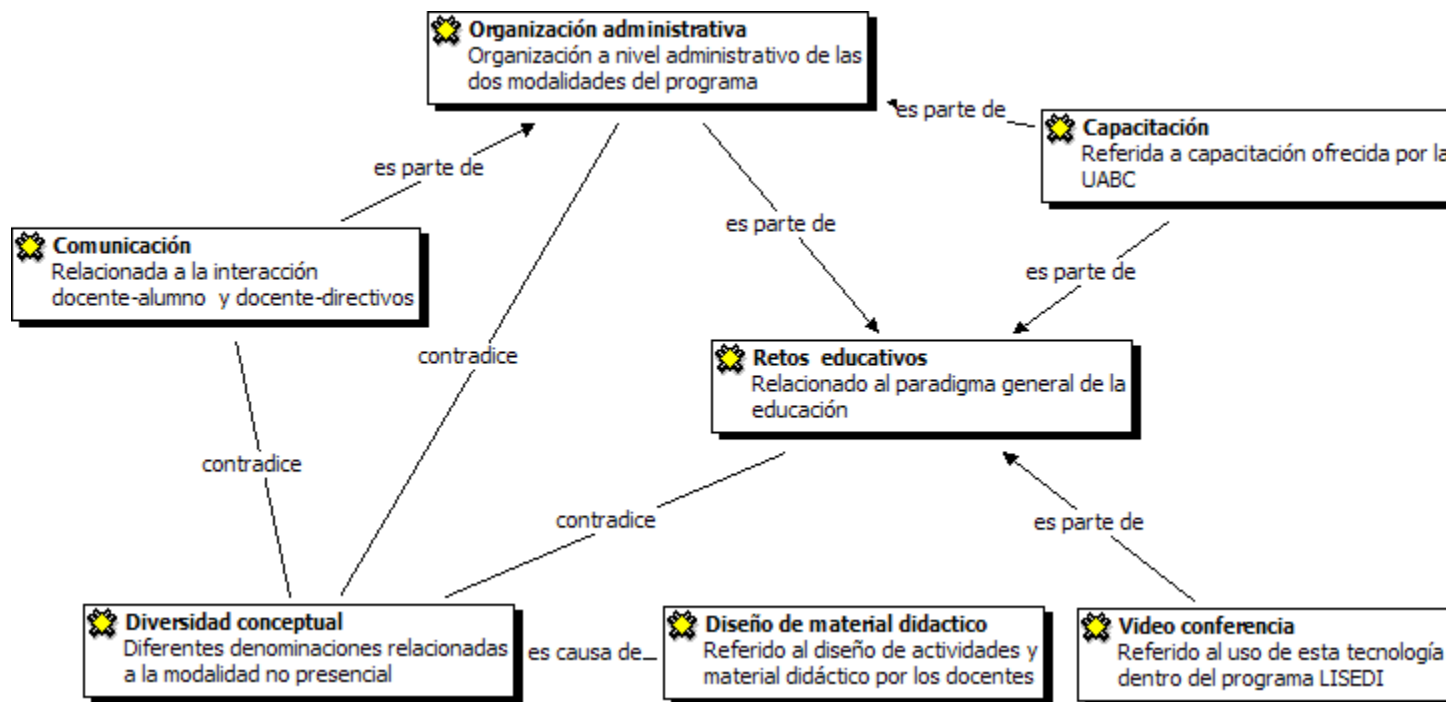 Organización administrativa
Organización a nivel administrativo de las
dos modalidades del programa
es parte de
Capacitación
Referida a capacitación ofrecida por la
UABC
es parte de
es parte de
Comunicación
Relacionada a la interacción
docente-alumno y docente-directivos
es parte de
contradice
Retos educativos
Relacionado al paradigma general de la
educación
contradice
contradice
es parte de
Diversidad conceptual
Diferentes denominaciones relacionadas
a la modalidad no presencial
es causa de
Diseño de material didactico
Referido al diseño de actividades y
material didáctico por los docentes
Video conferencia
Referido al uso de esta tecnología
dentro del programa LISEDI